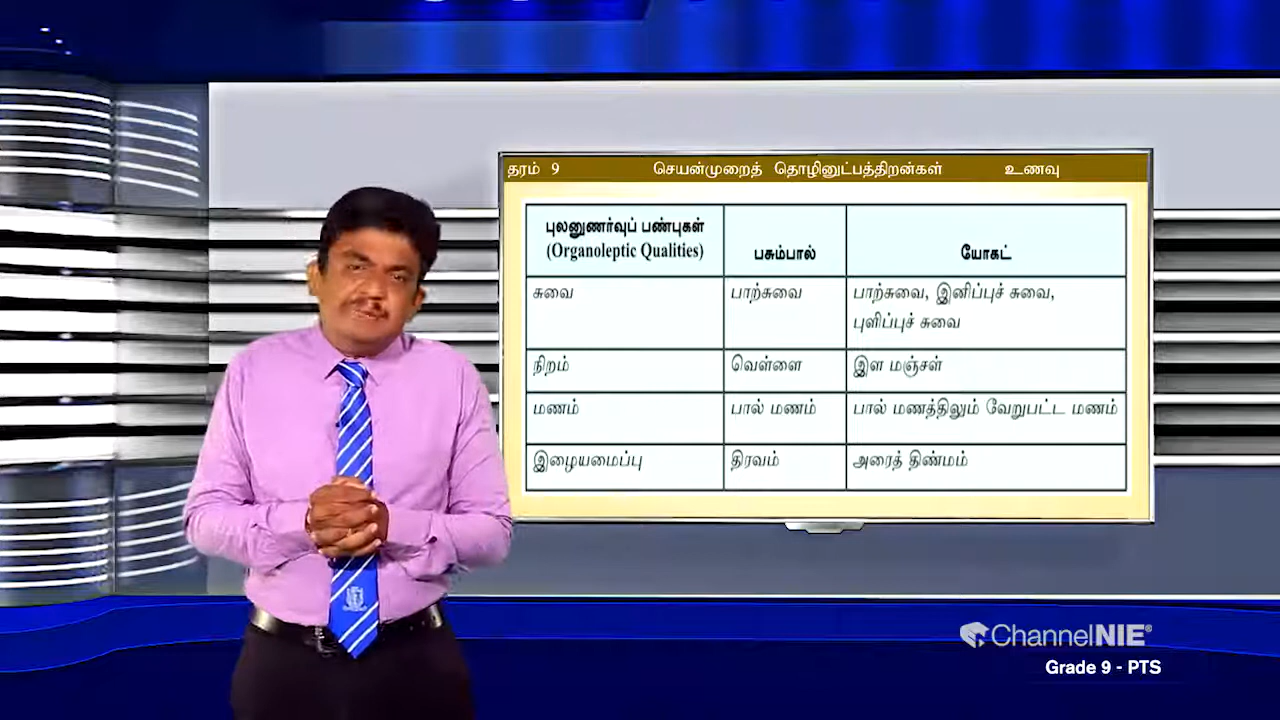 தரம் 9 செயன்முறைத் தொழினுட்பத்திறன்கள் உணவு
புலனுணர்வுப் பண்புகள்
(Organoleptic Qualities) பசும்பால் யோகட்
சுவை பாற்சுவை பாற்சுவை, இனிப்புச் சுவை,
புளிப்புச் சுவை
நிறம் வெள்ளை இள மஞ்சள்
மணம் பால் மணம் பால் மணத்திலும் வேறுபட்ட மணம்
இழையமைப்பு திரவம் அரைத் திண்மம்
ChannelNIE®
Grade 9 - PTS